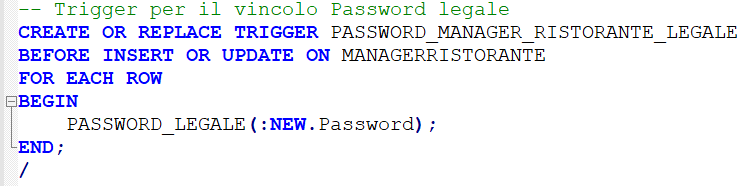 -- Trigger per il vincolo Password legale
CREATE OR REPLACE TRIGGER PASSWORD_MANAGER_RISTORANTE_LEGALE
BEFORE INSERT OR UPDATE ON MANAGERRISTORANTE
FOR EACH ROW
BEGIN
    PASSWORD_LEGALE(:NEW.Password);
END;
/